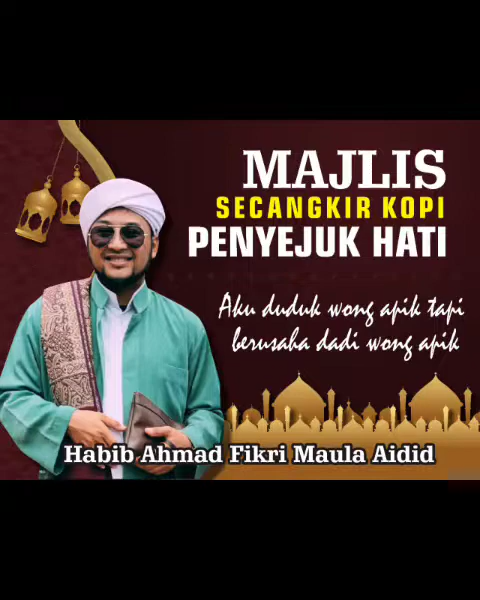 MAJLIS
SECANGKIR KOPI
PENYEJUK HATI
Aku duduk wong apik tapi
berusaha dadi wong apik
Habib Ahmad Fikri Maula Aidid